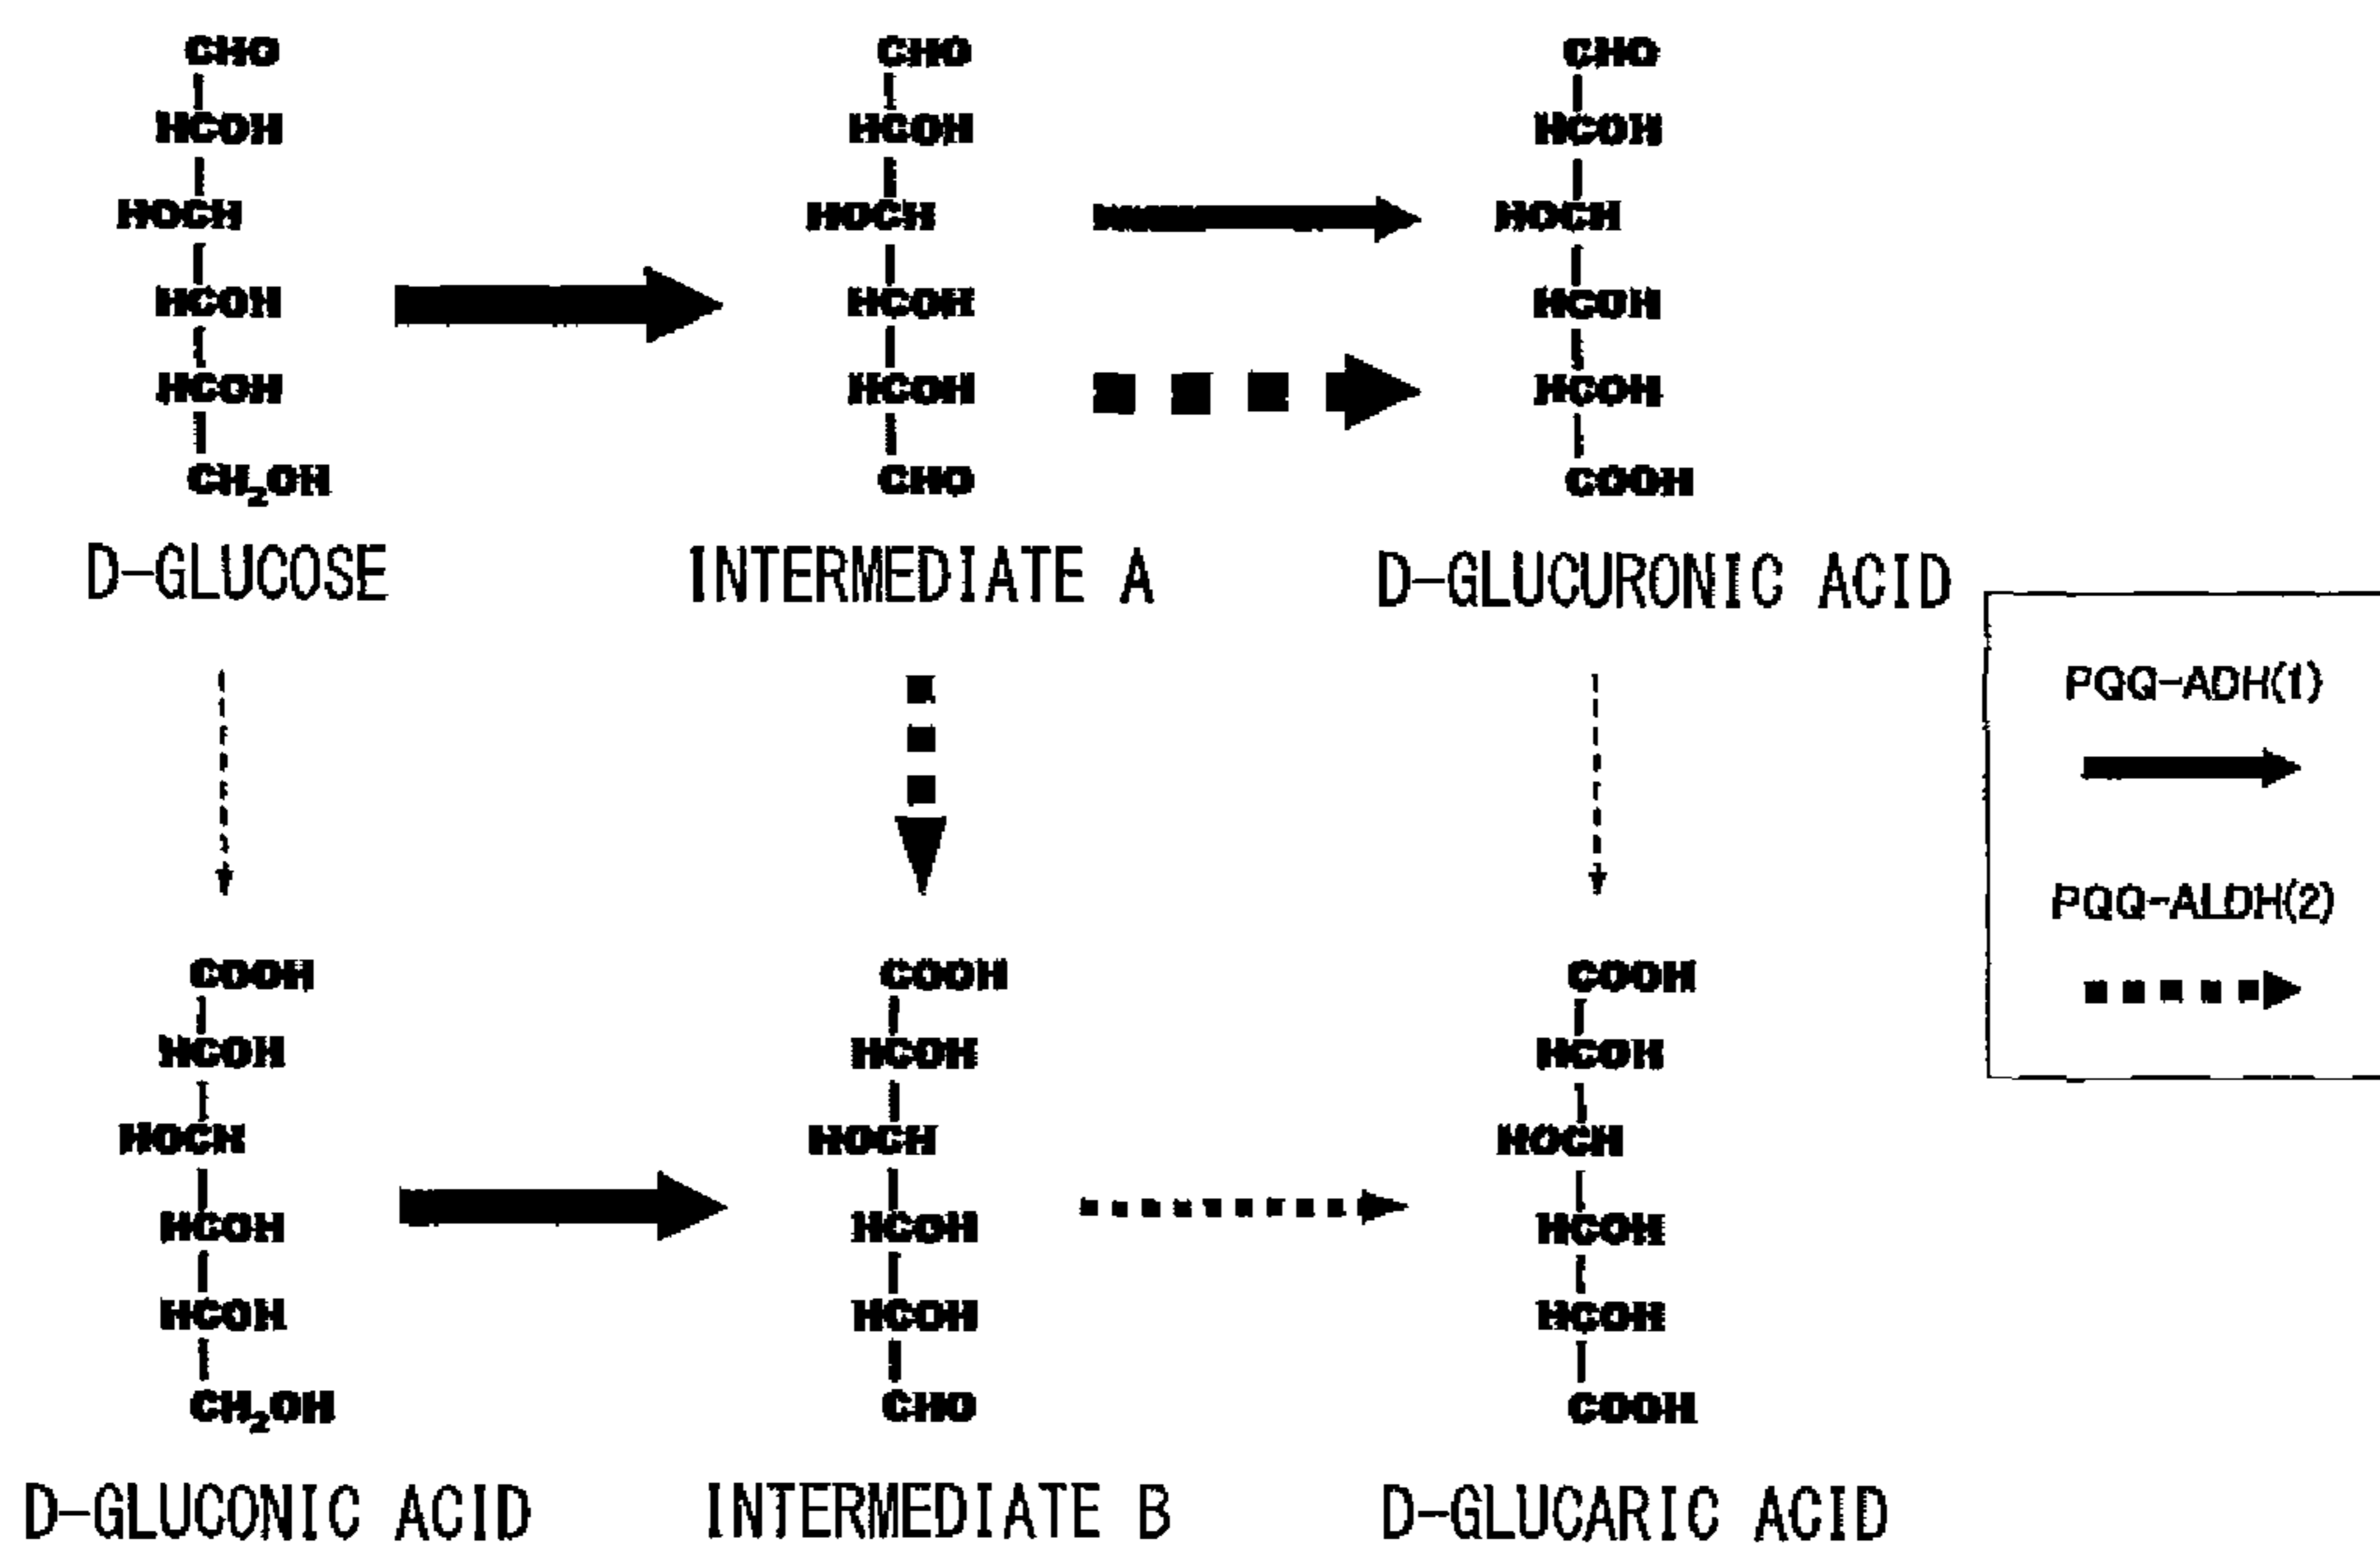 CHO
HCOH
HOCH
HCOH
HCOH
CH₂OH
D-GLUCOSE
CHO
HCOH
HOCH
HCOH
HCOH
CHO
INTERMEDIATE A
CHO
HCOH
HOCH
HCOH
HCOH
COOH
D-GLUCURONIC ACID
PQQ-ADH(1)
PQQ-ALDH(2)
COOH
HCOH
HOCH
HCOH
HCOH
CH₂OH
D-GLUCONIC ACID
COOH
HCOH
HOCH
HCOH
HCOH
CHO
INTERMEDIATE B
COOH
HCOH
HOCH
HCOH
HCOH
COOH
D-GLUCARIC ACID